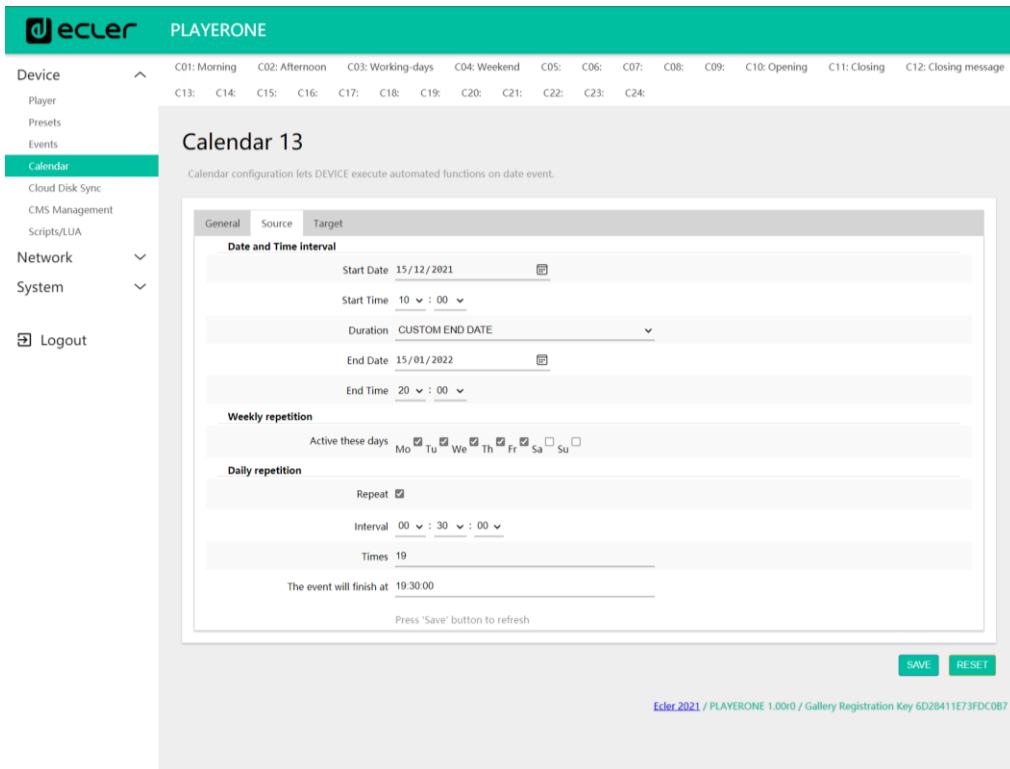 ecler PLAYERONE
Device
Player
Presets
Events
Calendar
Cloud Disk Sync
CMS Management
Scripts/LUA
Network
System
Logout
C01: Morning C02: Afternoon C03: Working-days C04: Weekend C05: C06: C07: C08: C09: C10: Opening C11: Closing C12: Closing message
C13: C14: C15: C16: C17: C18: C19: C20: C21: C22: C23: C24:
Calendar 13
Calendar configuration lets DEVICE execute automated functions on date event.
General Source Target
Date and Time interval
Start Date 15/12/2021
Start Time 10 : 00
Duration CUSTOM END DATE
End Date 15/01/2022
End Time 20 : 00
Weekly repetition
Active these days Mo Tu We Th Fr Sa Su
Daily repetition
Repeat
Interval 00 : 30 : 00
Times 19
The event will finish at 19:30:00
Press 'Save' button to refresh
SAVE RESET
Ecler 2021 / PLAYERONE 1.00r0 / Gallery Registration Key 6D28411E73FDC0B7